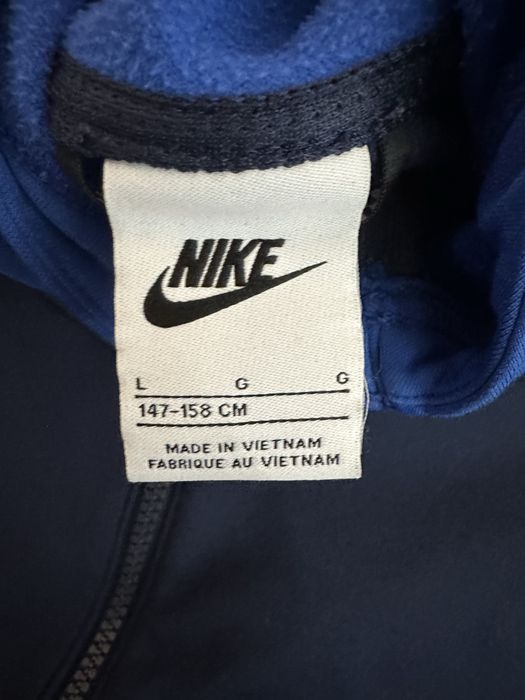 NIKE
L G G
147-158 CM
MADE IN VIETNAM
FABRIQUE AU VIETNAM